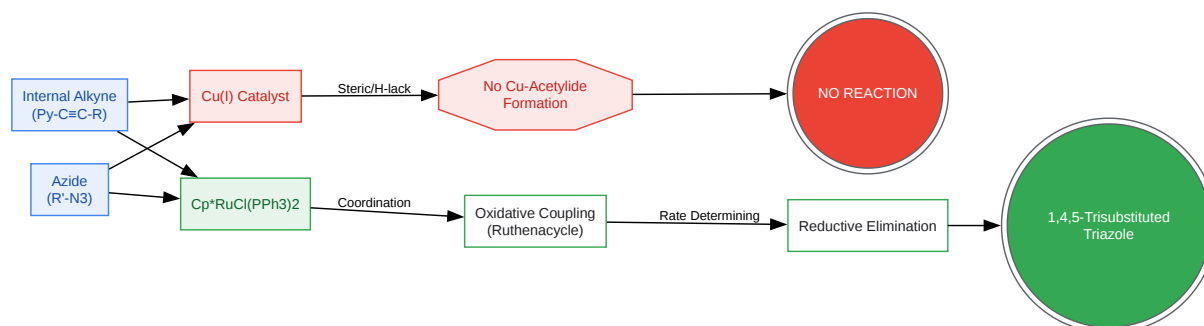 Internal Alkyne
(Py-C≡C-R)
Azide
(R'-N3)
Cu(I) Catalyst
Steric/H-lack
No Cu-Acetylide
Formation
NO REACTION
Cp*RuCl(PPh3)2
Coordination
Oxidative Coupling
(Ruthenacycle)
Rate Determining
Reductive Elimination
1,4,5-Trisubstituted
Triazole